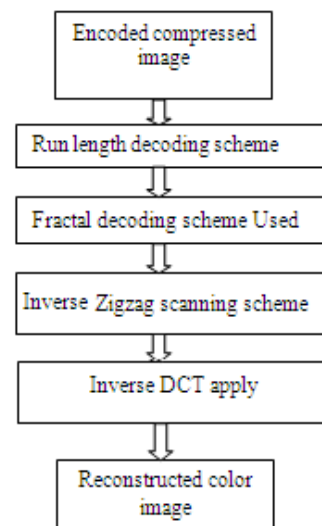 Encoded compressed
image
Run length decoding scheme
Fractal decoding scheme Used
Inverse Zigzag scanning scheme
Inverse DCT apply
Reconstructed color
image